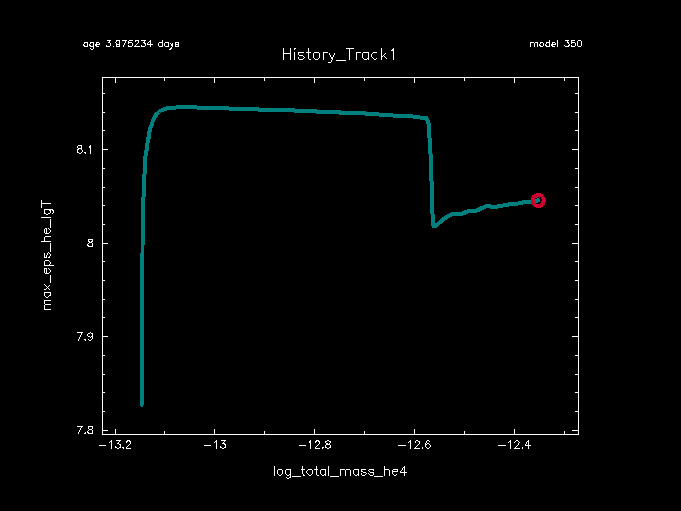 age 3.975234 days
model 350
History_Track1
max_eps_he_lgT
8.1
8
7.9
7.8
−13.2 −13 −12.8 −12.6 −12.4
log_total_mass_he4